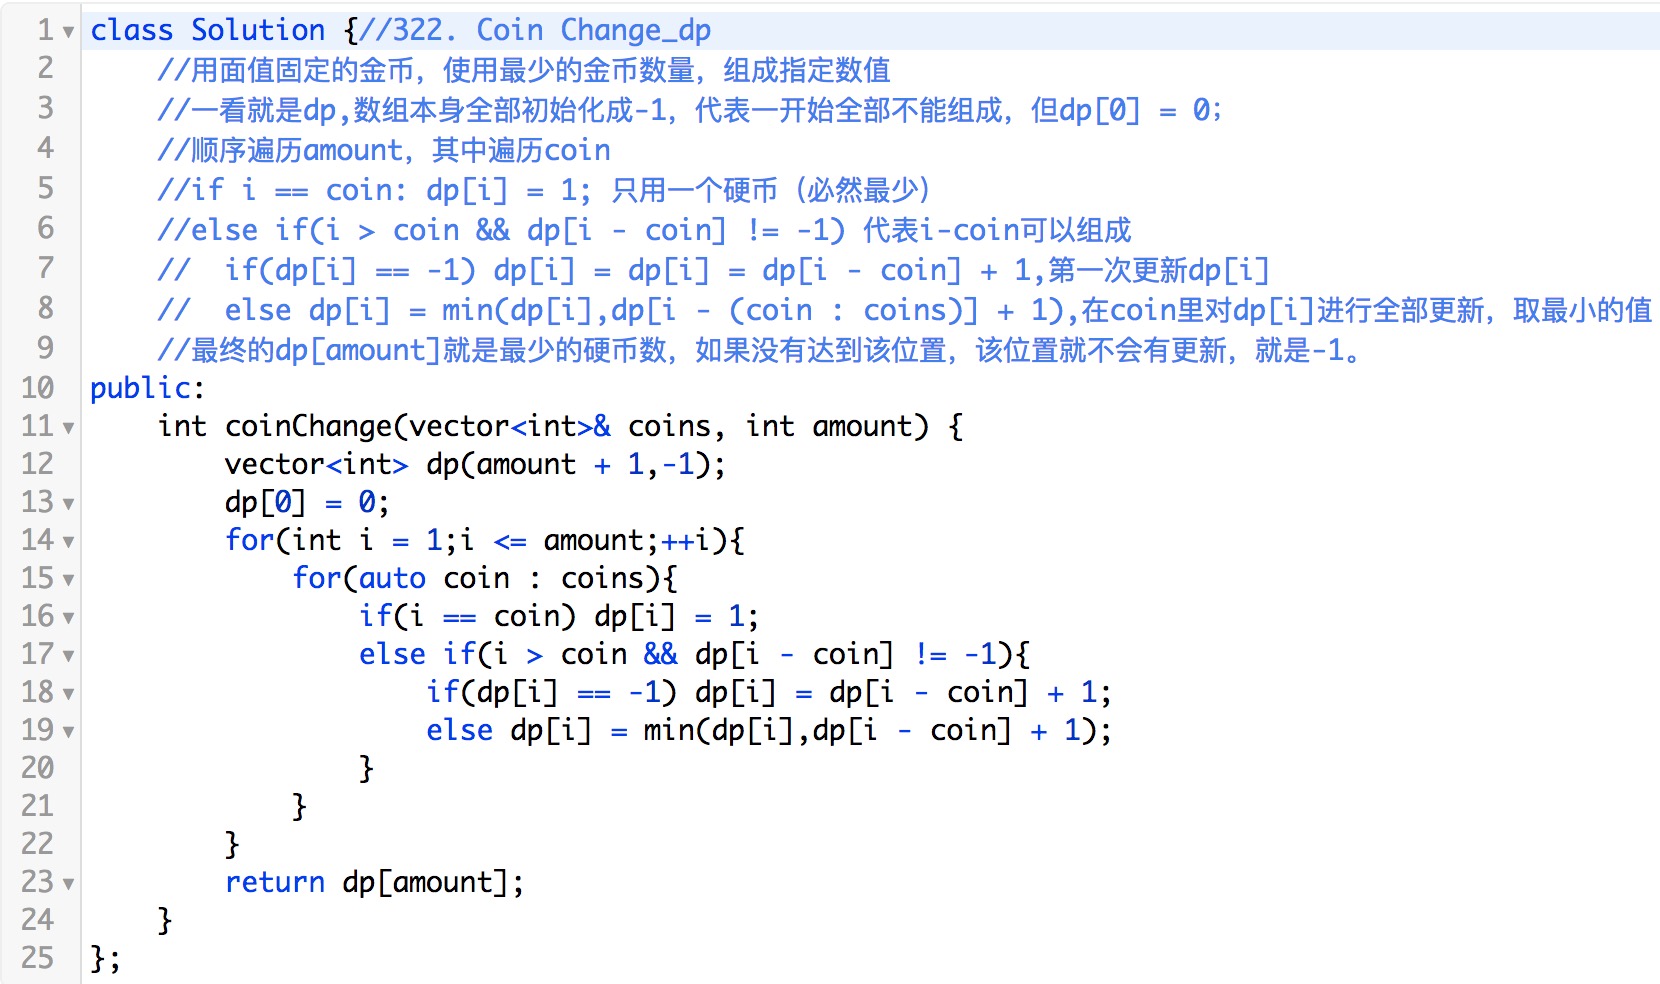 1 class Solution {//322. Coin Change_dp
2 //用面值固定的金币，使用最少的金币数量，组成指定数值
3 //一看就是dp,数组本身全部初始化成-1，代表一开始全部不能组成，但dp[0] = 0；
4 //顺序遍历amount，其中遍历coin
5 //if i == coin: dp[i] = 1; 只用一个硬币（必然最少）
6 //else if(i > coin && dp[i - coin] != -1) 代表i-coin可以组成
7 //  if(dp[i] == -1) dp[i] = dp[i] = dp[i - coin] + 1,第一次更新dp[i]
8 //  else dp[i] = min(dp[i],dp[i - (coin : coins)] + 1),在coin里对dp[i]进行全部更新，取最小的值
9 //最终的dp[amount]就是最少的硬币数，如果没有达到该位置，该位置就不会有更新，就是-1。
10 public:
11 int coinChange(vector<int>& coins, int amount) {
12 vector<int> dp(amount + 1,-1);
13 dp[0] = 0;
14 for(int i = 1;i <= amount;++i){
15 for(auto coin : coins){
16 if(i == coin) dp[i] = 1;
17 else if(i > coin && dp[i - coin] != -1){
18 if(dp[i] == -1) dp[i] = dp[i - coin] + 1;
19 else dp[i] = min(dp[i],dp[i - coin] + 1);
20 }
21 }
22 }
23 return dp[amount];
24 }
25 };